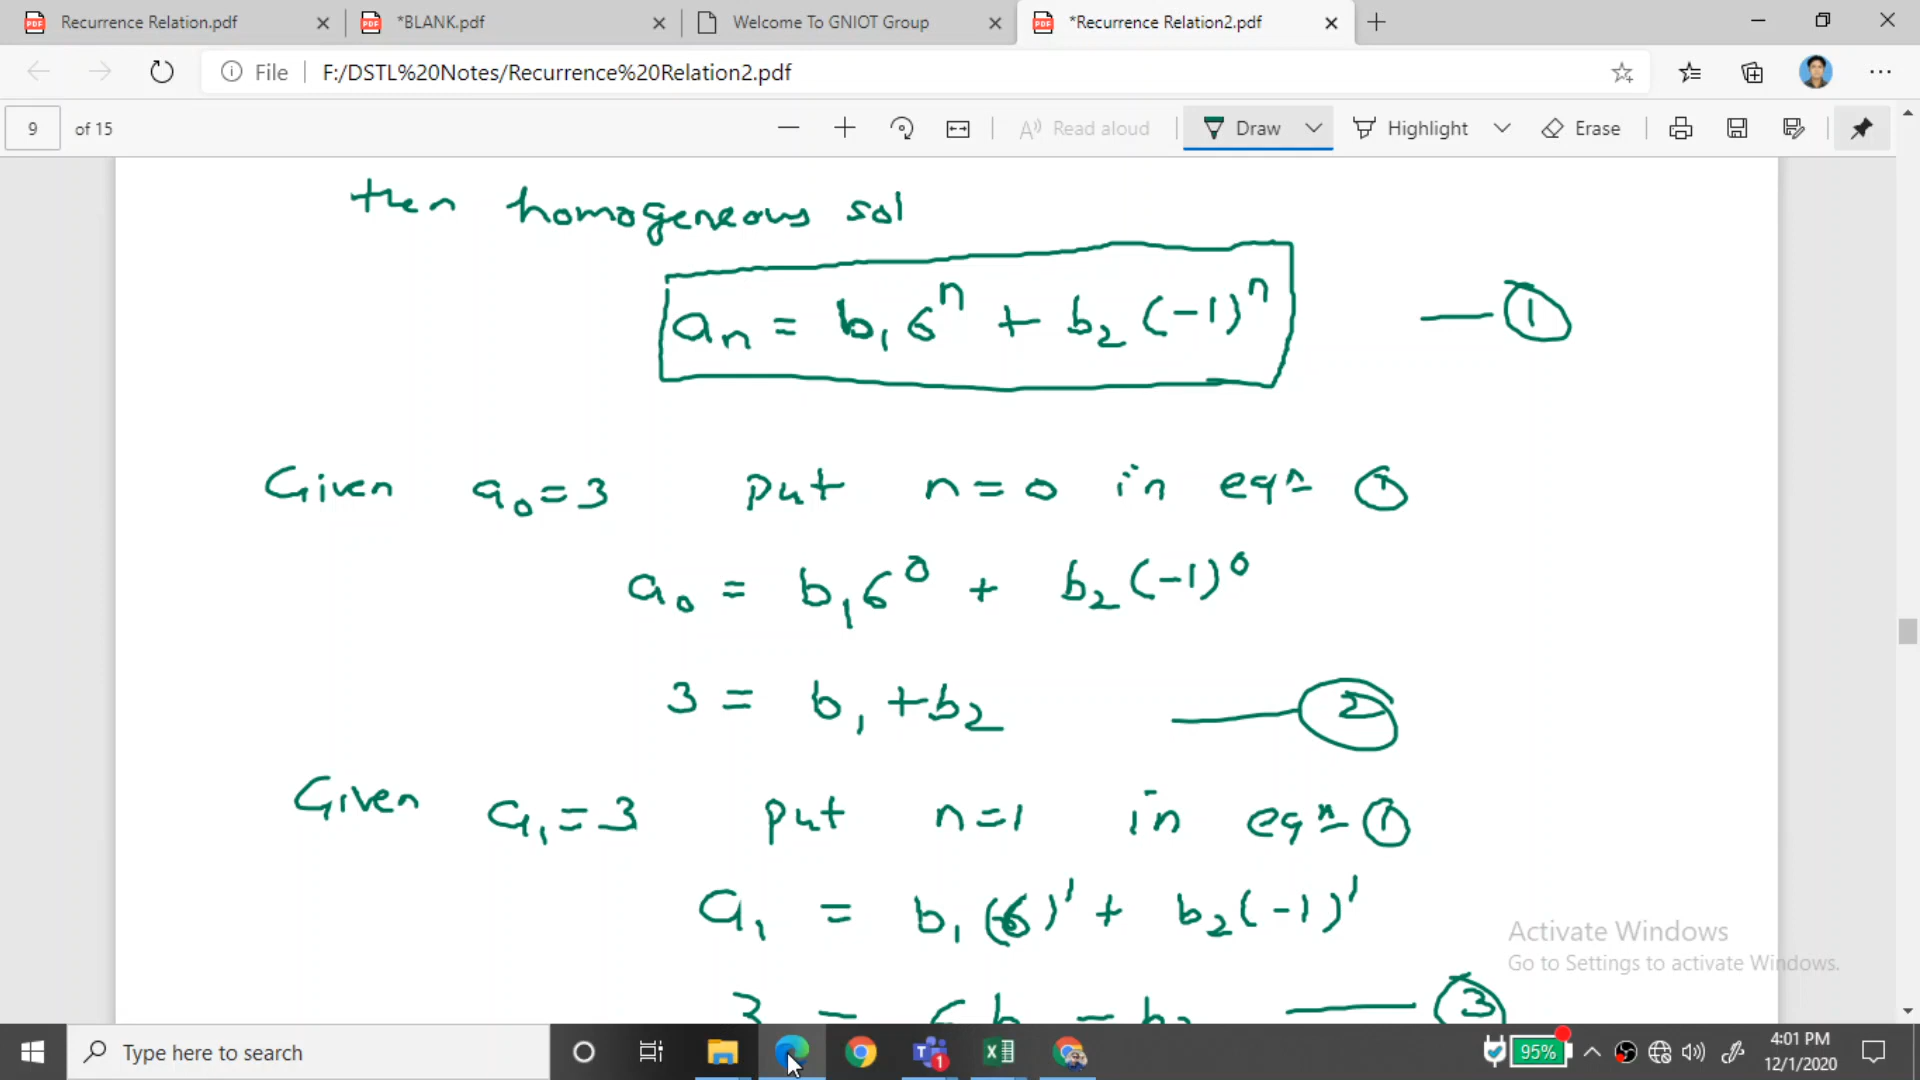 Recurrence Relation.pdf
*BLANK.pdf
Welcome To GNIOT Group
*Recurrence Relation2.pdf
File
F:/DSTL%20Notes/Recurrence%20Relation2.pdf
9 of 15
Read aloud
Draw
Highlight
Erase
then homogeneous sol
an = b₁6ⁿ + b₂(-1)ⁿ — ①
Given a₀=3 put n=0 in eqn ①
a₀ = b₁6⁰ + b₂(-1)⁰
3 = b₁+b₂ — ②
Given a₁=3 put n=1 in eqn ①
a₁ = b₁(6)¹ + b₂(-1)¹
3 = 6b₁ - b₂ — ③
Activate Windows
Go to Settings to activate Windows.
Type here to search
95%
4:01 PM
12/1/2020